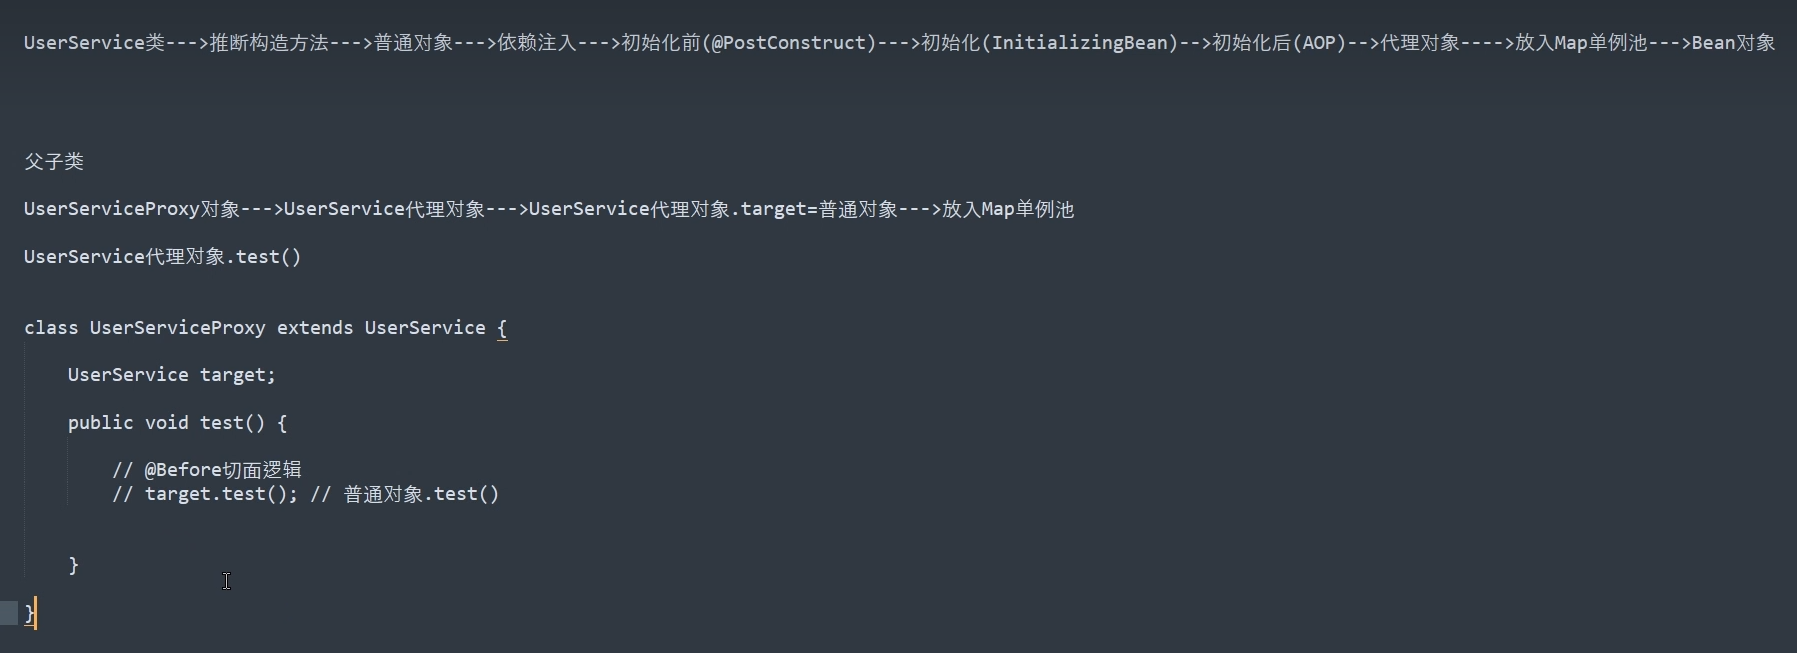 UserService类--->推断构造方法--->普通对象--->依赖注入--->初始化前(@PostConstruct)--->初始化(InitializingBean)-->初始化后(AOP)-->代理对象---->放入Map单例池--->Bean对象
父子类
UserServiceProxy对象--->UserService代理对象--->UserService代理对象.target=普通对象--->放入Map单例池
UserService代理对象.test()
class UserServiceProxy extends UserService {
UserService target;
public void test() {
// @Before切面逻辑
// target.test(); // 普通对象.test()
}
}